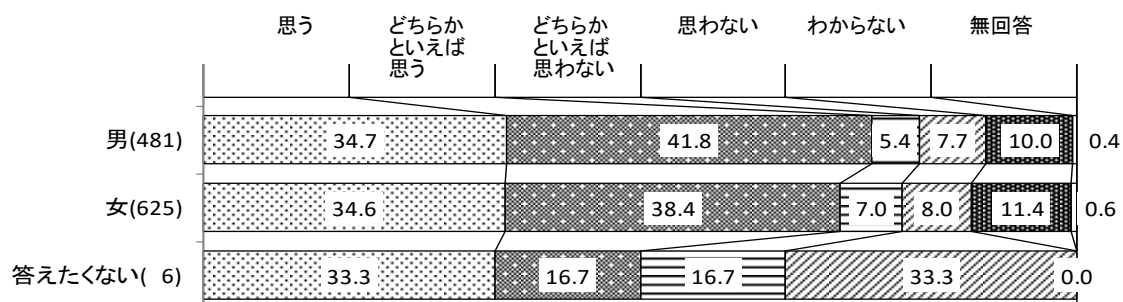 思う
どちらか
といえば
思う
どちらか
といえば
思わない
思わない
わからない
無回答
男(481) 34.7 41.8 5.4 7.7 10.0 0.4
女(625) 34.6 38.4 7.0 8.0 11.4 0.6
答えたくない( 6) 33.3 16.7 16.7 33.3 0.0